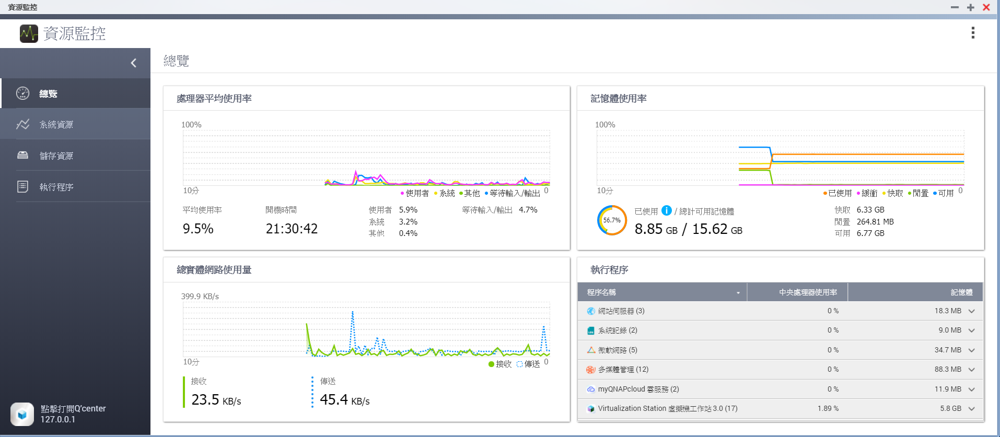 資源監控
資源監控
總覽
總覽
系統資源
儲存資源
執行程序
點擊打開Q'center
127.0.0.1
處理器平均使用率
100%
10分
使用者 系統 其他 等待輸入/輸出 0
平均使用率
9.5%
開機時間
21:30:42
使用者 5.9%
系統 3.2%
其他 0.4%
等待輸入/輸出 4.7%
記憶體使用率
100%
10分
已使用 緩衝 快取 閒置 可用 0
56.7%
已使用 i / 總計可用記憶體
8.85 GB / 15.62 GB
快取 6.33 GB
閒置 264.81 MB
可用 6.77 GB
總實體網路使用量
399.9 KB/s
10分
接收 傳送 0
接收
23.5 KB/s
傳送
45.4 KB/s
執行程序
程序名稱 中央處理器使用率 記憶體
網站伺服器 (3) 0 % 18.3 MB
LOG 系統記錄 (2) 0 % 9.0 MB
微軟網路 (5) 0 % 34.7 MB
多媒體管理 (12) 0 % 88.3 MB
myQNAPcloud 雲服務 (2) 0 % 11.9 MB
Virtualization Station 虛擬機工作站 3.0 (17) 1.89 % 5.8 GB